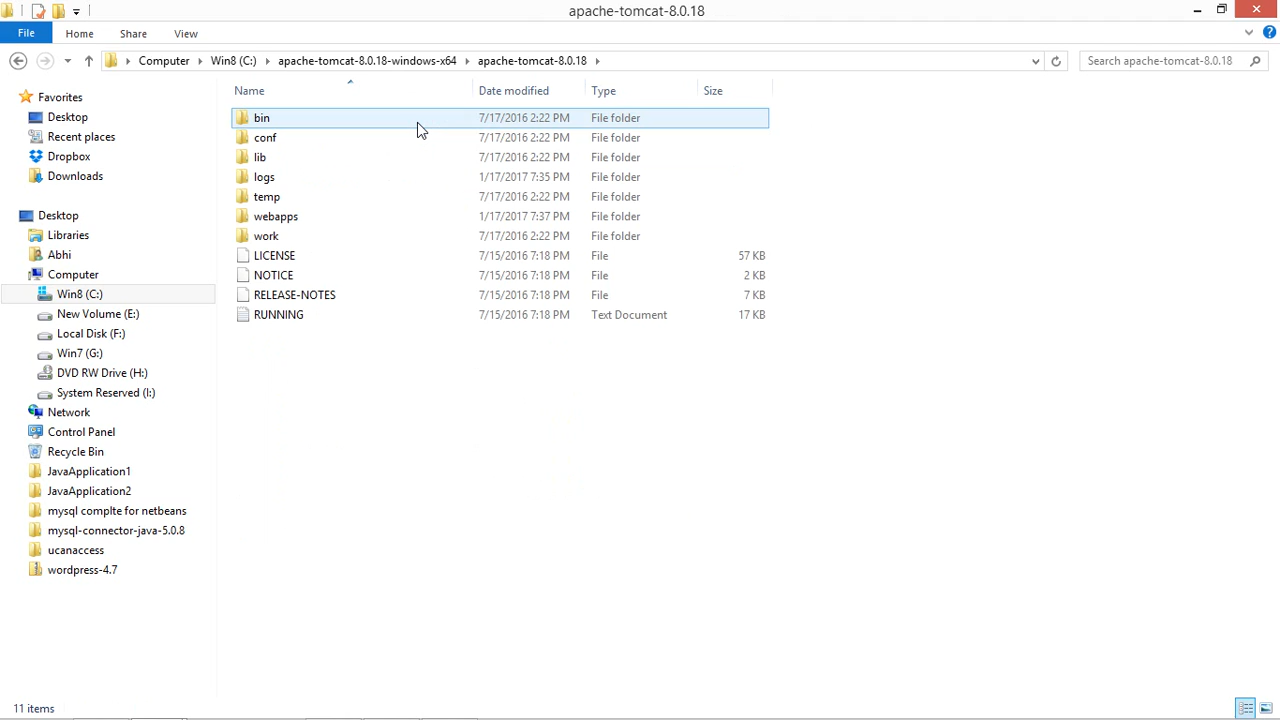 apache-tomcat-8.0.18
File Home Share View
Computer Win8 (C:) apache-tomcat-8.0.18-windows-x64 apache-tomcat-8.0.18 Search apache-tomcat-8.0.18
Name Date modified Type Size
Favorites
Desktop
Recent places
Dropbox
Downloads
Desktop
Libraries
Abhi
Computer
Win8 (C:)
New Volume (E:)
Local Disk (F:)
Win7 (G:)
DVD RW Drive (H:)
System Reserved (I:)
Network
Control Panel
Recycle Bin
JavaApplication1
JavaApplication2
mysql complte for netbeans
mysql-connector-java-5.0.8
ucanaccess
wordpress-4.7
bin 7/17/2016 2:22 PM File folder
conf 7/17/2016 2:22 PM File folder
lib 7/17/2016 2:22 PM File folder
logs 1/17/2017 7:35 PM File folder
temp 7/17/2016 2:22 PM File folder
webapps 1/17/2017 7:37 PM File folder
work 7/17/2016 2:22 PM File folder
LICENSE 7/15/2016 7:18 PM File 57 KB
NOTICE 7/15/2016 7:18 PM File 2 KB
RELEASE-NOTES 7/15/2016 7:18 PM File 7 KB
RUNNING 7/15/2016 7:18 PM Text Document 17 KB
11 items